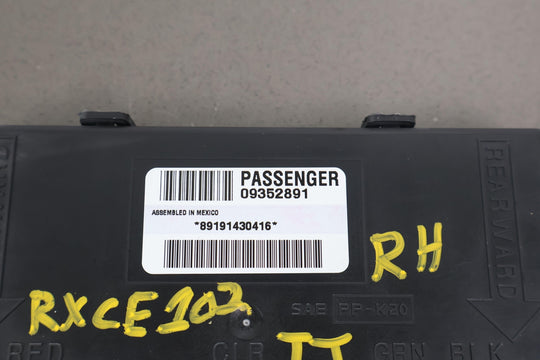 PASSENGER
09352891
ASSEMBLED IN MEXICO
*89191430416*
REARWARD
RH
RXCE102
SAE PP-K20
RED CLR GRN BLK